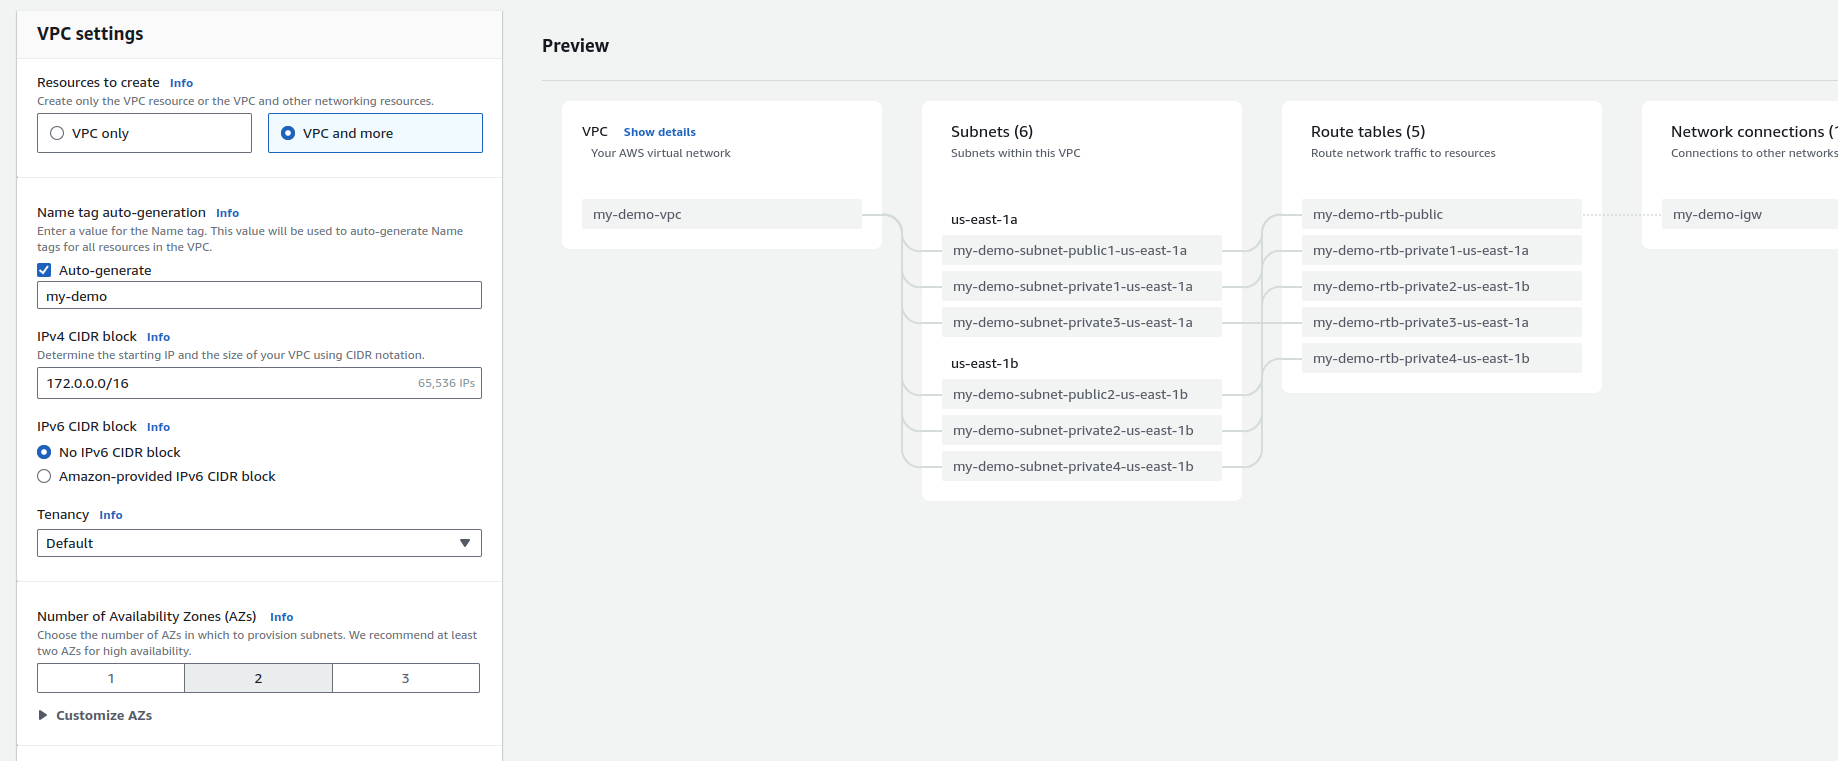 VPC settings
Resources to create Info
Create only the VPC resource or the VPC and other networking resources.
VPC only
VPC and more
Name tag auto-generation Info
Enter a value for the Name tag. This value will be used to auto-generate Name
tags for all resources in the VPC.
Auto-generate
my-demo
IPv4 CIDR block Info
Determine the starting IP and the size of your VPC using CIDR notation.
172.0.0.0/16 65,536 IPs
IPv6 CIDR block Info
No IPv6 CIDR block
Amazon-provided IPv6 CIDR block
Tenancy Info
Default
Number of Availability Zones (AZs) Info
Choose the number of AZs in which to provision subnets. We recommend at least
two AZs for high availability.
1 2 3
Customize AZs
Preview
VPC Show details
Your AWS virtual network
my-demo-vpc
Subnets (6)
Subnets within this VPC
us-east-1a
my-demo-subnet-public1-us-east-1a
my-demo-subnet-private1-us-east-1a
my-demo-subnet-private3-us-east-1a
us-east-1b
my-demo-subnet-public2-us-east-1b
my-demo-subnet-private2-us-east-1b
my-demo-subnet-private4-us-east-1b
Route tables (5)
Route network traffic to resources
my-demo-rtb-public
my-demo-rtb-private1-us-east-1a
my-demo-rtb-private2-us-east-1b
my-demo-rtb-private3-us-east-1a
my-demo-rtb-private4-us-east-1b
Network connections (1
Connections to other networks
my-demo-igw